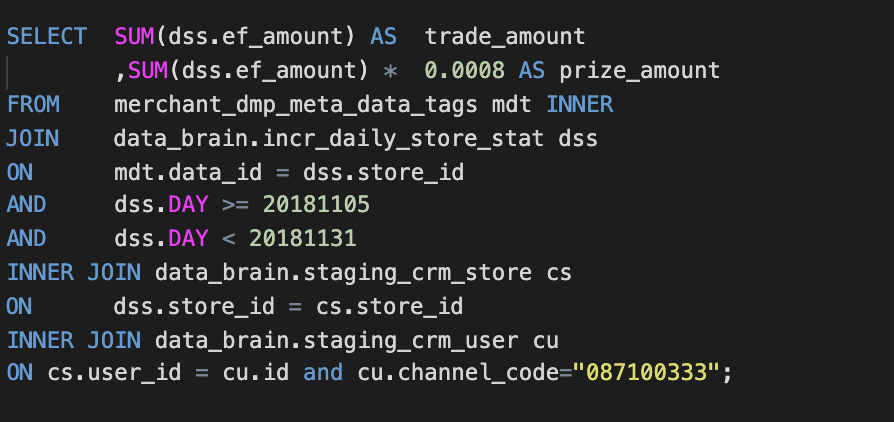 SELECT  SUM(dss.ef_amount) AS  trade_amount
        ,SUM(dss.ef_amount) *  0.0008 AS prize_amount
FROM    merchant_dmp_meta_data_tags mdt INNER
JOIN    data_brain.incr_daily_store_stat dss
ON      mdt.data_id = dss.store_id
AND     dss.DAY >= 20181105
AND     dss.DAY < 20181131
INNER JOIN data_brain.staging_crm_store cs
ON      dss.store_id = cs.store_id
INNER JOIN data_brain.staging_crm_user cu
ON cs.user_id = cu.id and cu.channel_code="087100333";